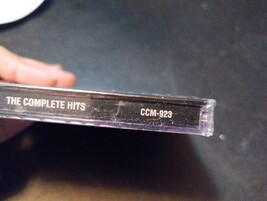 THE COMPLETE HITS CCM-923